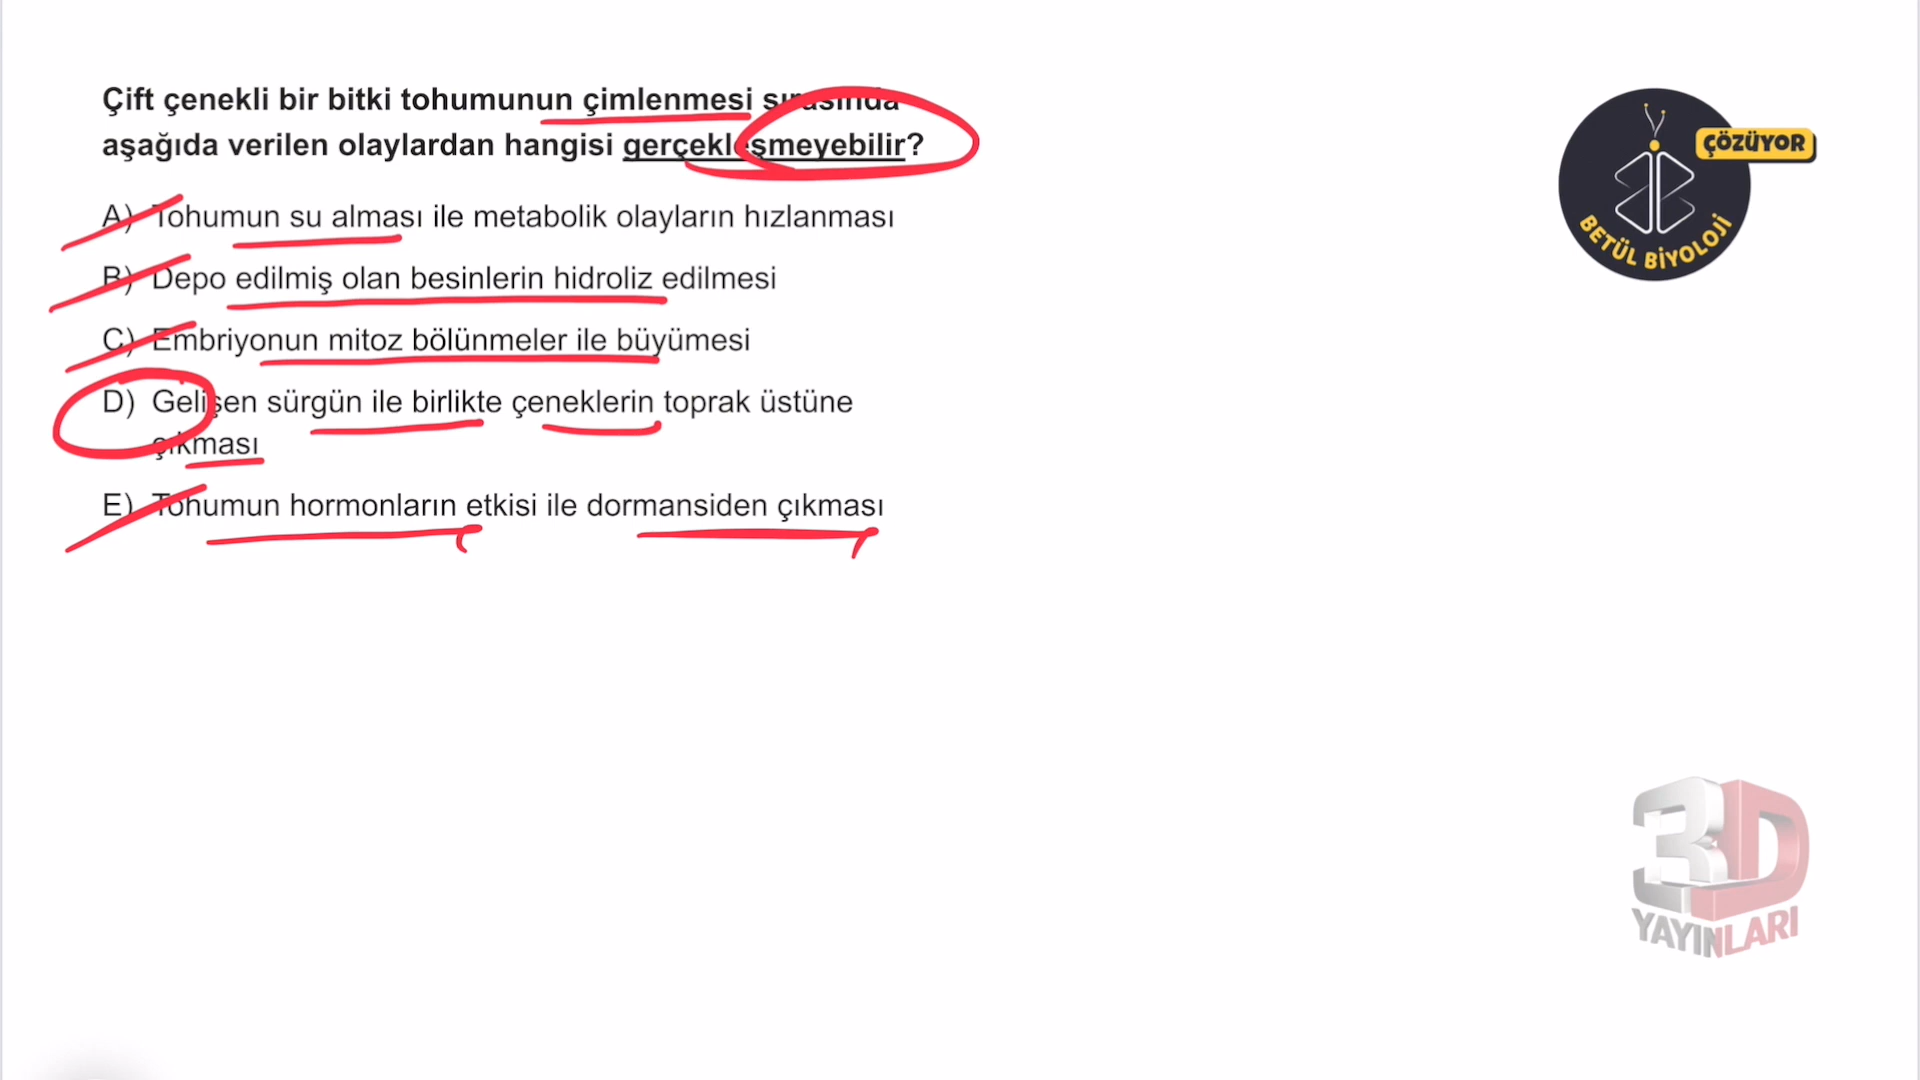 Çift çenekli bir bitki tohumunun çimlenmesi sırasında
aşağıda verilen olaylardan hangisi gerçekleşmeyebilir?
A) Tohumun su alması ile metabolik olayların hızlanması
B) Depo edilmiş olan besinlerin hidroliz edilmesi
C) Embriyonun mitoz bölünmeler ile büyümesi
D) Gelişen sürgün ile birlikte çeneklerin toprak üstüne
çıkması
E) Tohumun hormonların etkisi ile dormansiden çıkması
ÇÖZÜYOR
BETÜL BİYOLOJİ
3D
YAYINLARI